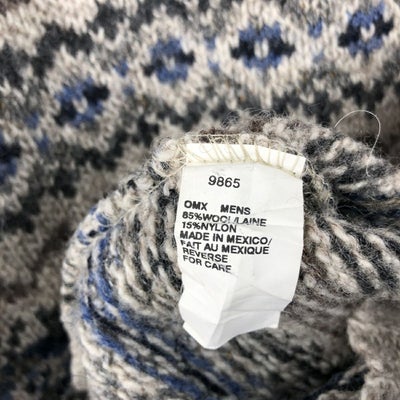 9865
OMX MENS
85%WOOL/LAINE
15%NYLON
MADE IN MEXICO/
FAIT AU MEXIQUE
REVERSE
FOR CARE